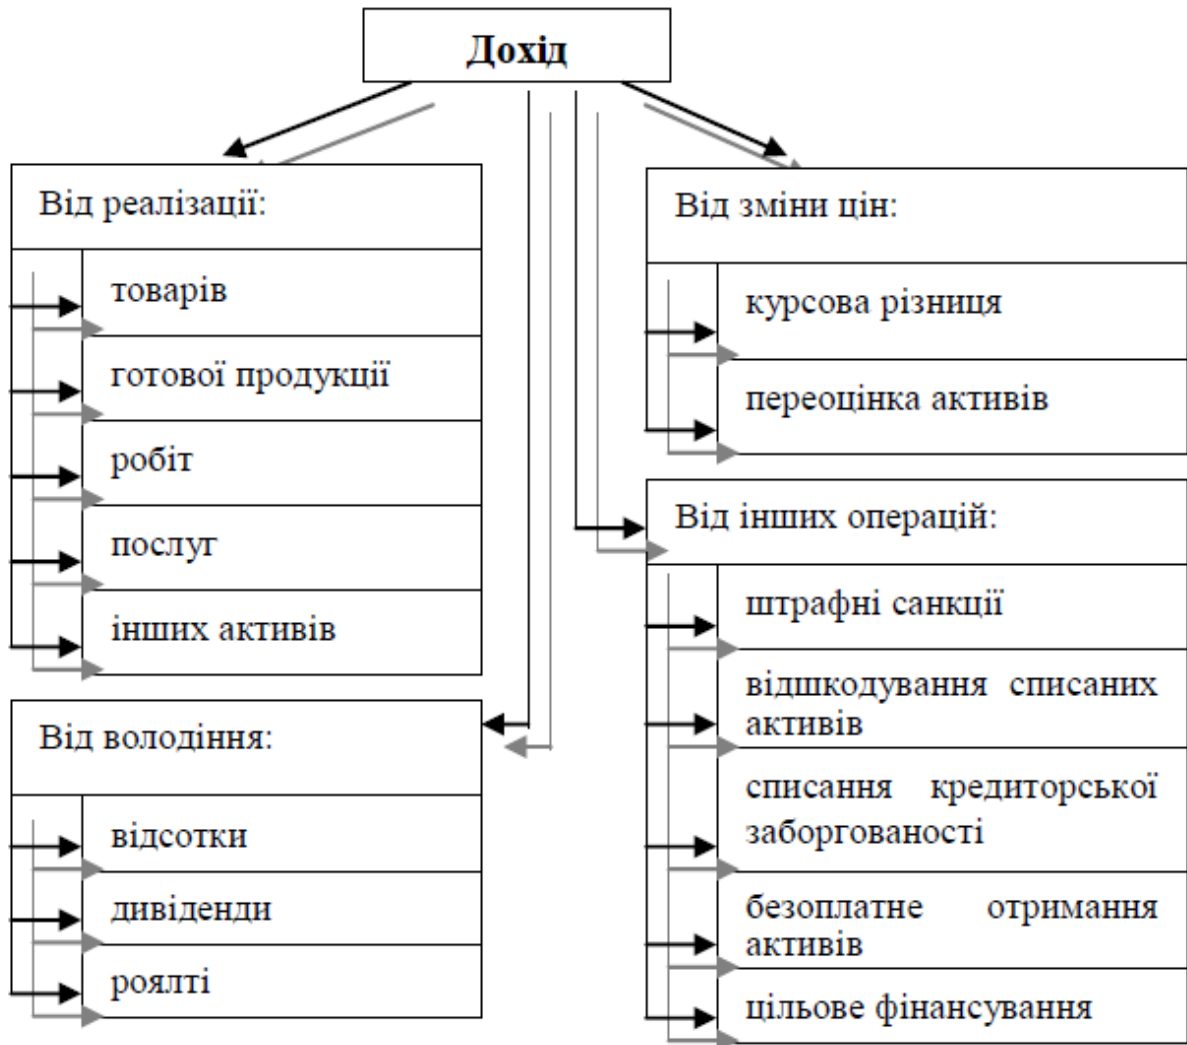 Дохід
Від реалізації:
товарів
готової продукції
робіт
послуг
інших активів
Від володіння:
відсотки
дивіденди
роялті
Від зміни цін:
курсова різниця
переоцінка активів
Від інших операцій:
штрафні санкції
відшкодування списаних
активів
списання кредиторської
заборгованості
безоплатне отримання
активів
цільове фінансування